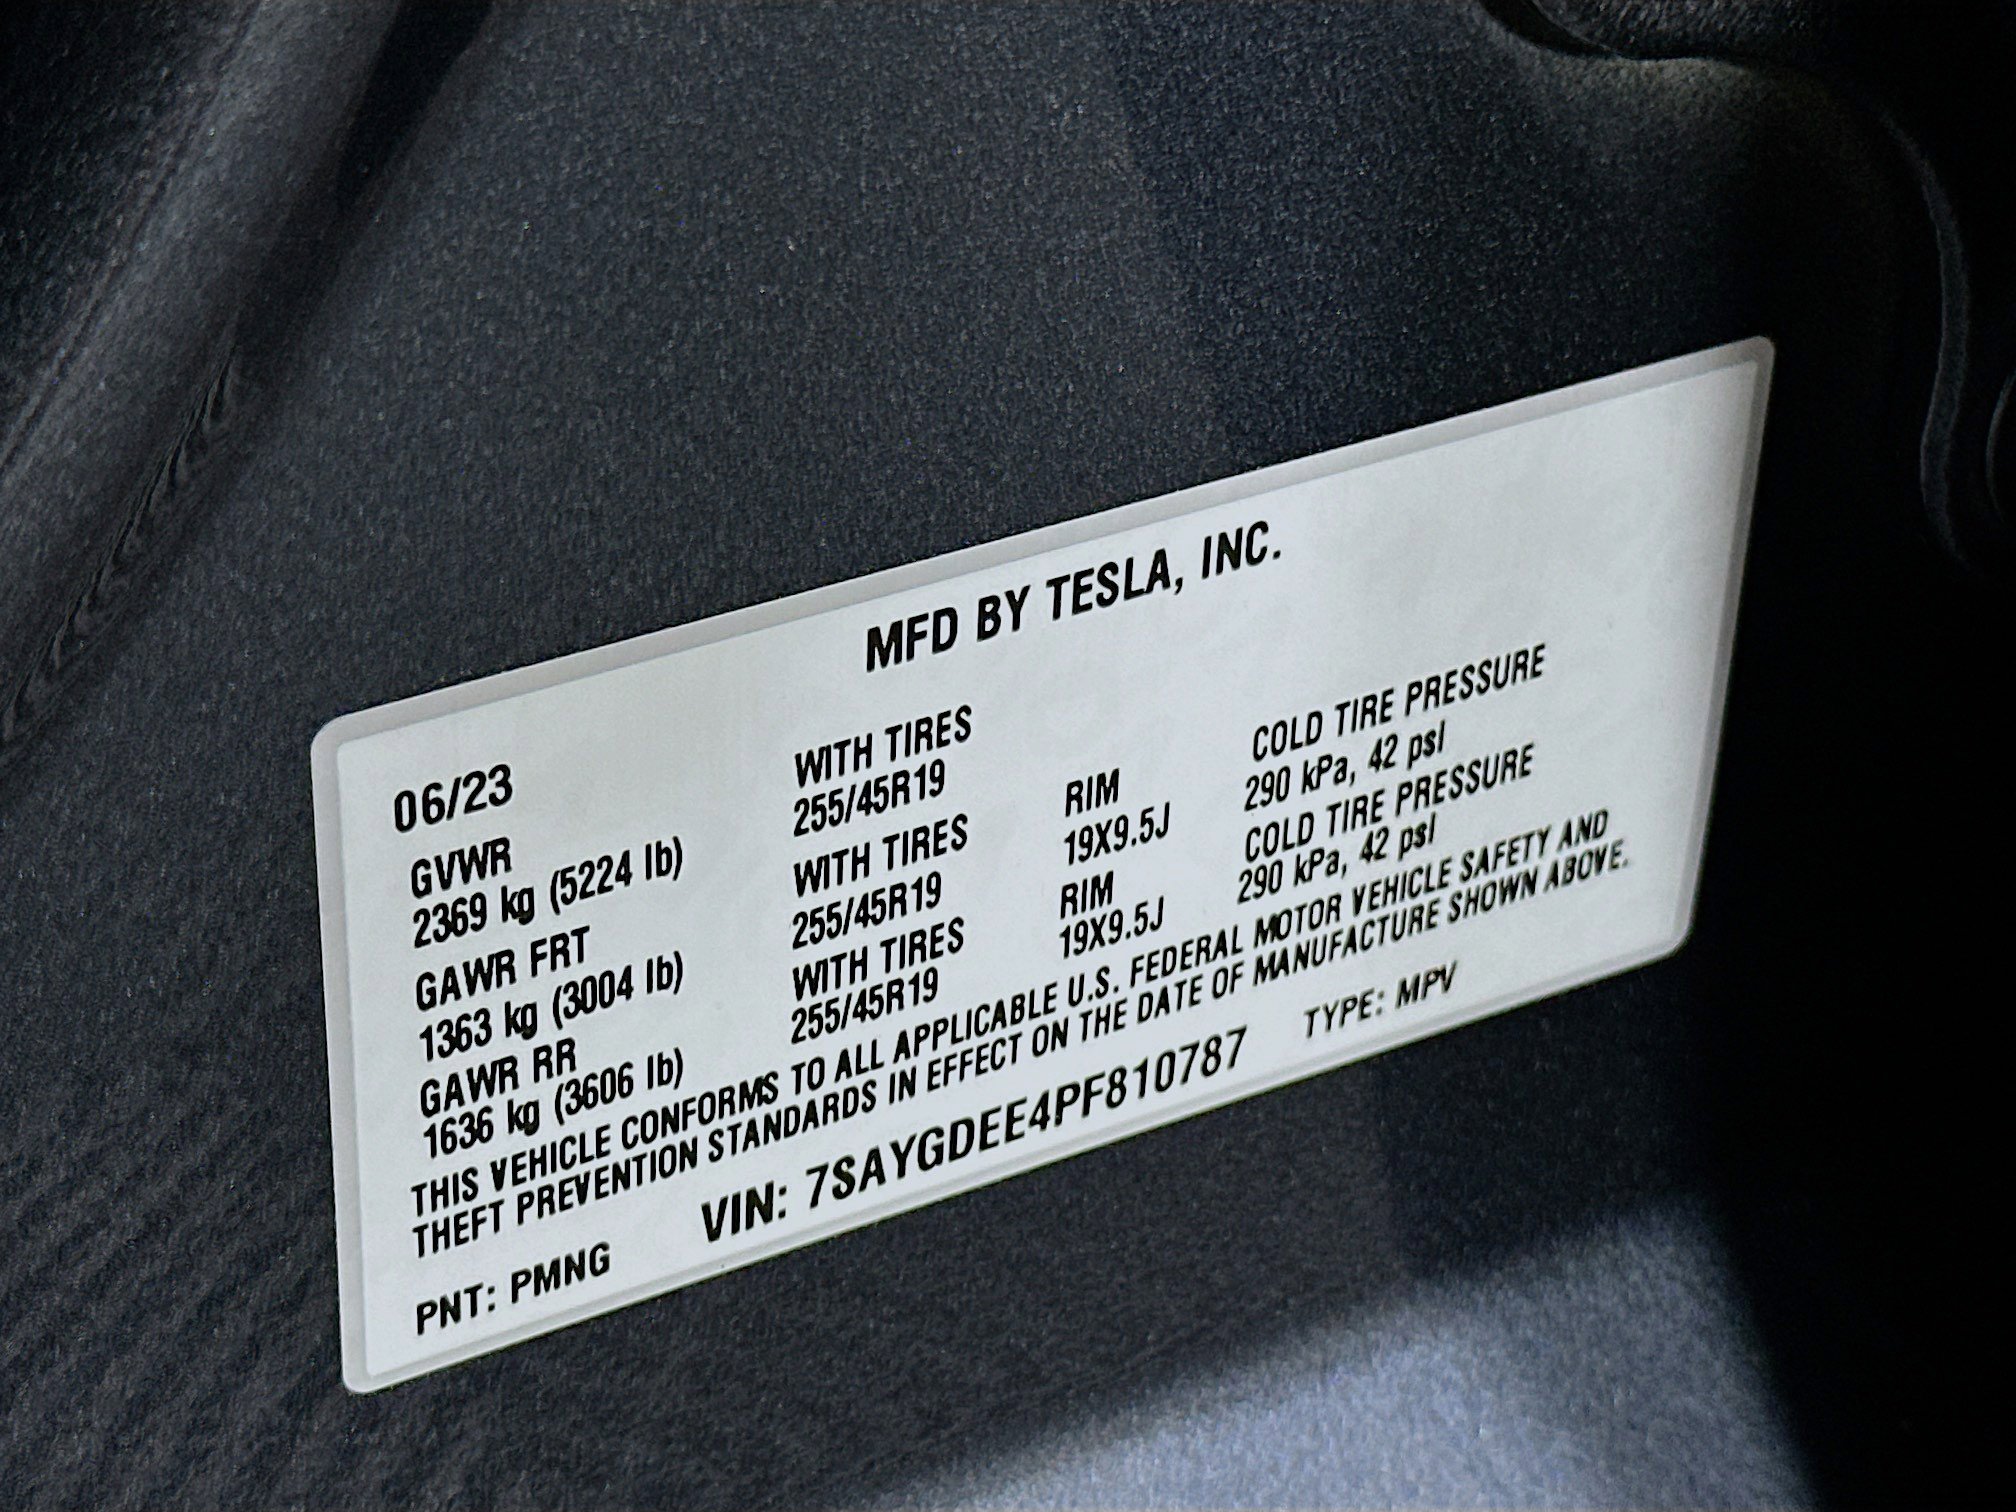 MFD BY TESLA, INC.
06/23
GVWR WITH TIRES
2369 kg (5224 lb) 255/45R19
GAWR FRT WITH TIRES RIM COLD TIRE PRESSURE
1363 kg (3004 lb) 255/45R19 19X9.5J 290 kPa, 42 psI
GAWR RR WITH TIRES RIM COLD TIRE PRESSURE
1636 kg (3606 lb) 255/45R19 19X9.5J 290 kPa, 42 psI
THIS VEHICLE CONFORMS TO ALL APPLICABLE U.S. FEDERAL MOTOR VEHICLE SAFETY AND
THEFT PREVENTION STANDARDS IN EFFECT ON THE DATE OF MANUFACTURE SHOWN ABOVE.
PNT: PMNG VIN: 7SAYGDEE4PF810787 TYPE: MPV